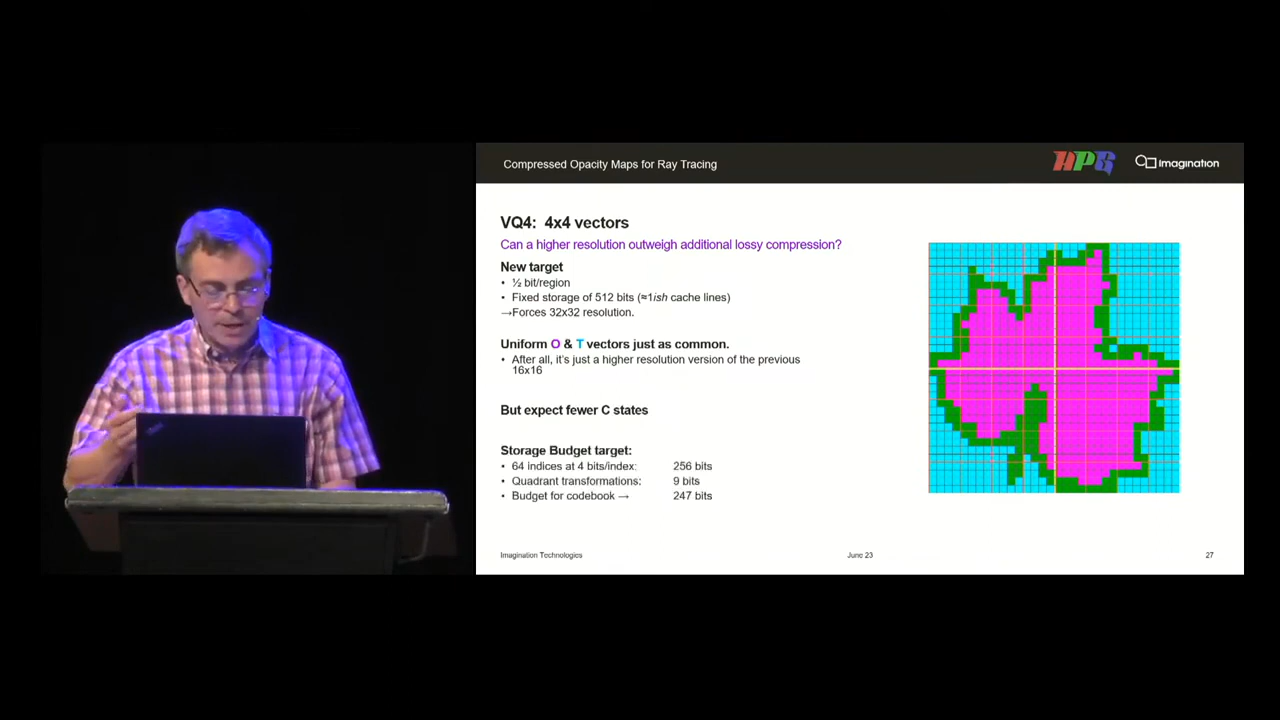 Compressed Opacity Maps for Ray Tracing
HPG
Imagination
VQ4: 4x4 vectors
Can a higher resolution outweigh additional lossy compression?
New target
• ½ bit/region
• Fixed storage of 512 bits (≈1ish cache lines)
→Forces 32x32 resolution.
Uniform O & T vectors just as common.
• After all, it's just a higher resolution version of the previous
16x16
But expect fewer C states
Storage Budget target:
• 64 indices at 4 bits/index: 256 bits
• Quadrant transformations: 9 bits
• Budget for codebook → 247 bits
Imagination Technologies
June 23
27